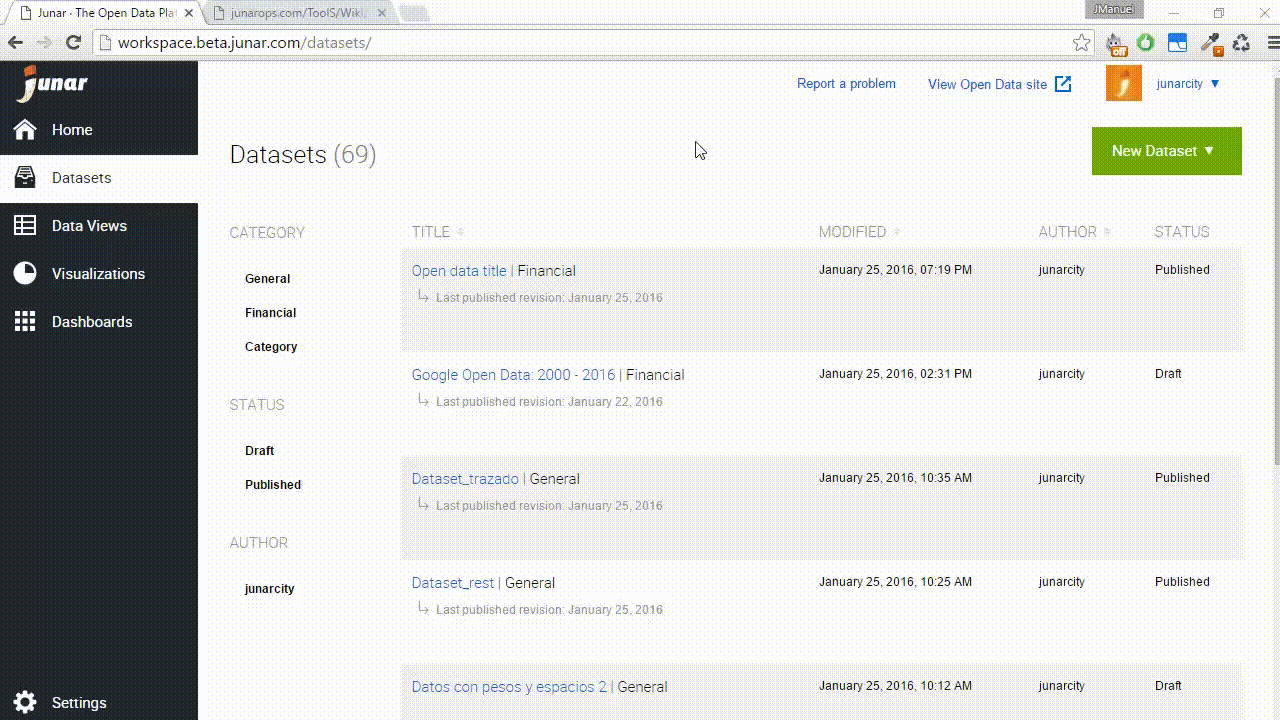 Junar - The Open Data Plat
junarops.com/ToolS/Wiki
JManuel
workspace.beta.junar.com/datasets/
off
junar
Report a problem
View Open Data site
junarcity ▼
Home
Datasets
Data Views
Visualizations
Dashboards
Settings
Datasets (69)
New Dataset ▼
CATEGORY
General
Financial
Category
STATUS
Draft
Published
AUTHOR
junarcity
TITLE MODIFIED AUTHOR STATUS
Open data title | Financial January 25, 2016, 07:19 PM junarcity Published
Last published revision: January 25, 2016
Google Open Data: 2000 - 2016 | Financial January 25, 2016, 02:31 PM junarcity Draft
Last published revision: January 22, 2016
Dataset_trazado | General January 25, 2016, 10:35 AM junarcity Published
Last published revision: January 25, 2016
Dataset_rest | General January 25, 2016, 10:25 AM junarcity Published
Last published revision: January 25, 2016
Datos con pesos y espacios 2 | General January 25, 2016, 10:12 AM junarcity Draft